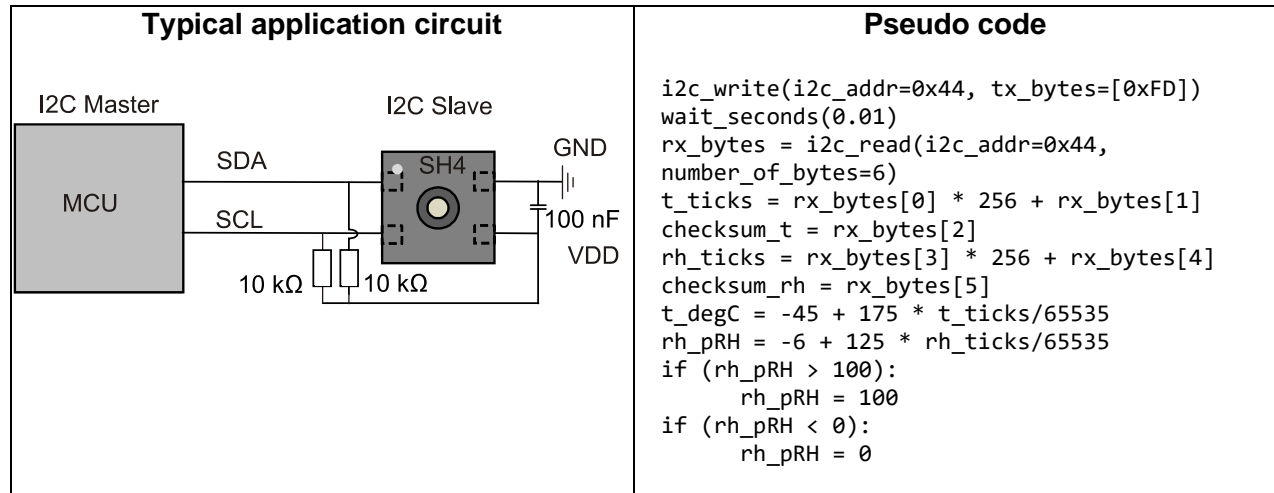 Typical application circuit
I2C Master
I2C Slave
MCU
SDA
SCL
SH4
GND
100 nF
VDD
10 kΩ
10 kΩ
Pseudo code
i2c_write(i2c_addr=0x44, tx_bytes=[0xFD])
wait_seconds(0.01)
rx_bytes = i2c_read(i2c_addr=0x44,
number_of_bytes=6)
t_ticks = rx_bytes[0] * 256 + rx_bytes[1]
checksum_t = rx_bytes[2]
rh_ticks = rx_bytes[3] * 256 + rx_bytes[4]
checksum_rh = rx_bytes[5]
t_degC = -45 + 175 * t_ticks/65535
rh_pRH = -6 + 125 * rh_ticks/65535
if (rh_pRH > 100):
rh_pRH = 100
if (rh_pRH < 0):
rh_pRH = 0